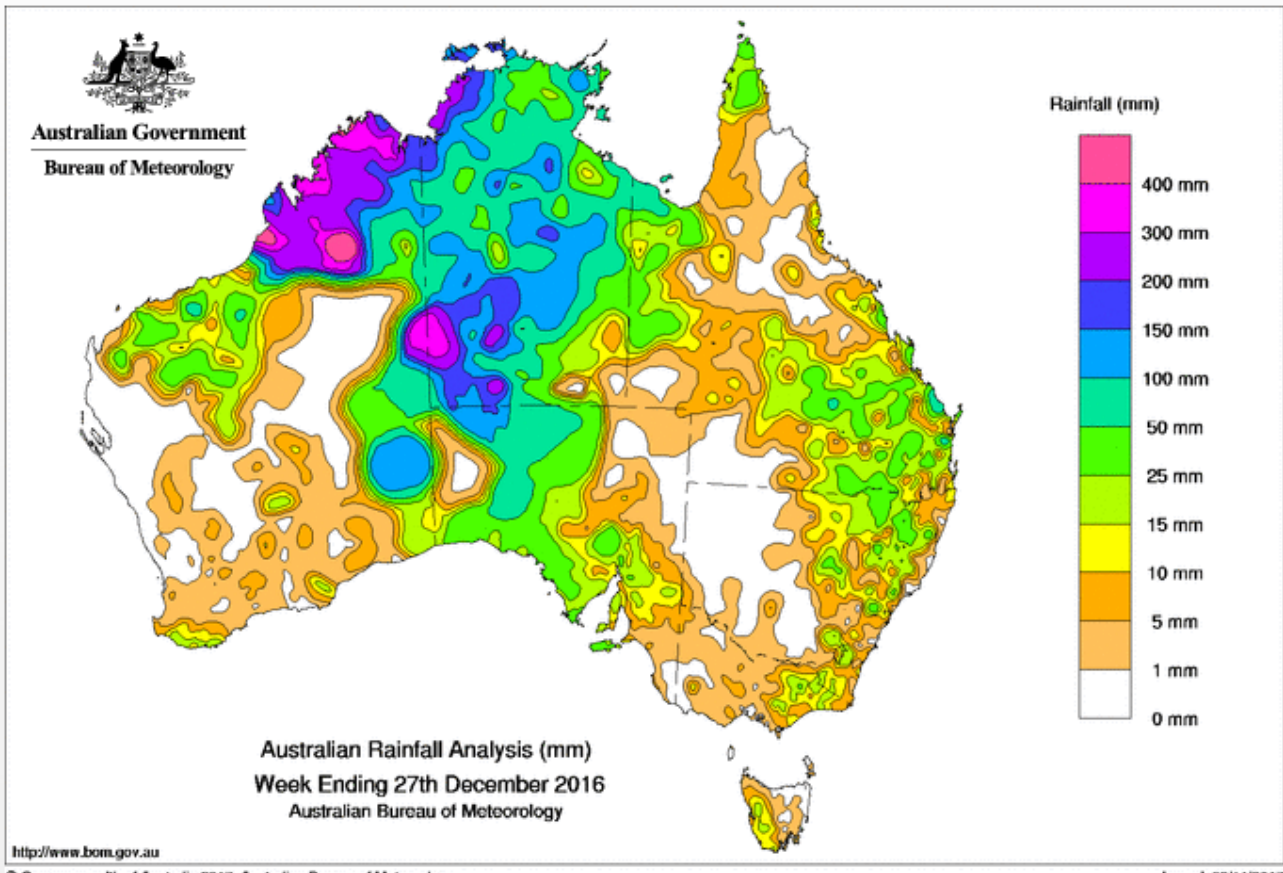 Australian Government
Bureau of Meteorology
Rainfall (mm)
400 mm
300 mm
200 mm
150 mm
100 mm
50 mm
25 mm
15 mm
10 mm
5 mm
1 mm
0 mm
Australian Rainfall Analysis (mm)
Week Ending 27th December 2016
Australian Bureau of Meteorology
http://www.bom.gov.au